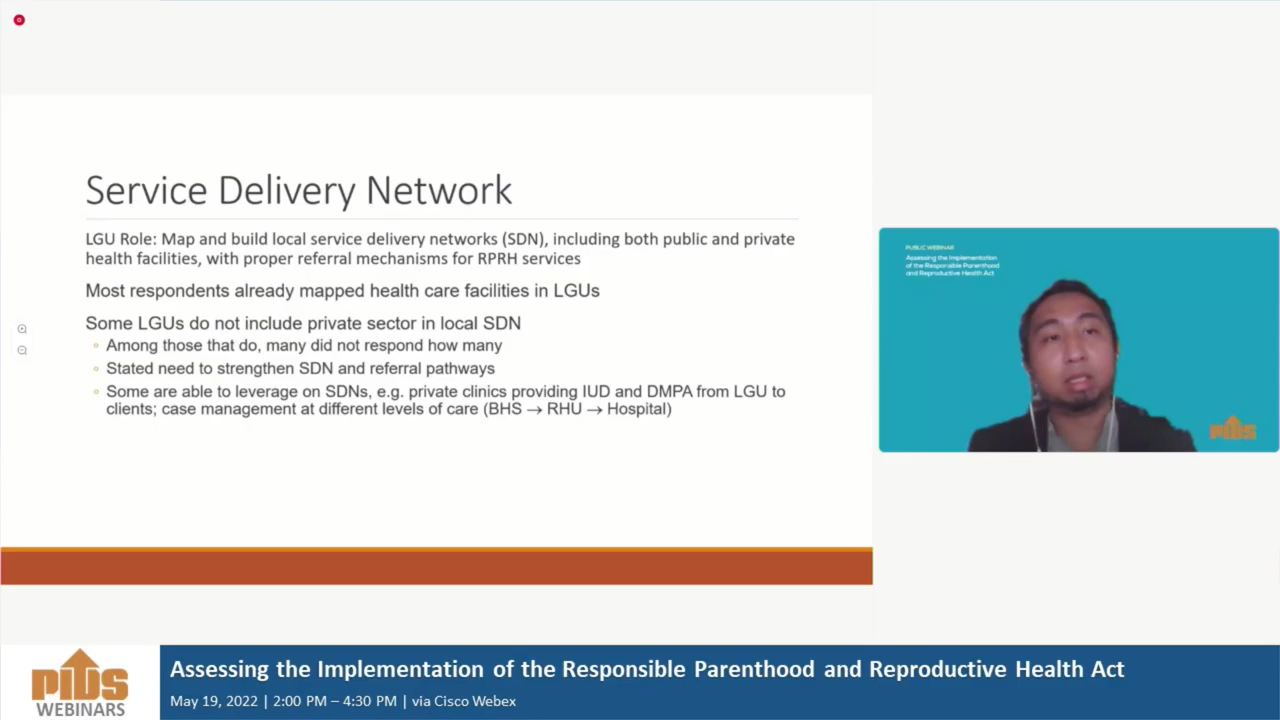 Service Delivery Network
LGU Role: Map and build local service delivery networks (SDN), including both public and private
health facilities, with proper referral mechanisms for RPRH services
Most respondents already mapped health care facilities in LGUs
Some LGUs do not include private sector in local SDN
Among those that do, many did not respond how many
Stated need to strengthen SDN and referral pathways
Some are able to leverage on SDNs, e.g. private clinics providing IUD and DMPA from LGU to
clients; case management at different levels of care (BHS → RHU → Hospital)
PUBLIC WEBINAR
Assessing the Implementation
of the Responsible Parenthood
and Reproductive Health Act
PIDS
PIDS
WEBINARS
Assessing the Implementation of the Responsible Parenthood and Reproductive Health Act
May 19, 2022 | 2:00 PM – 4:30 PM | via Cisco Webex